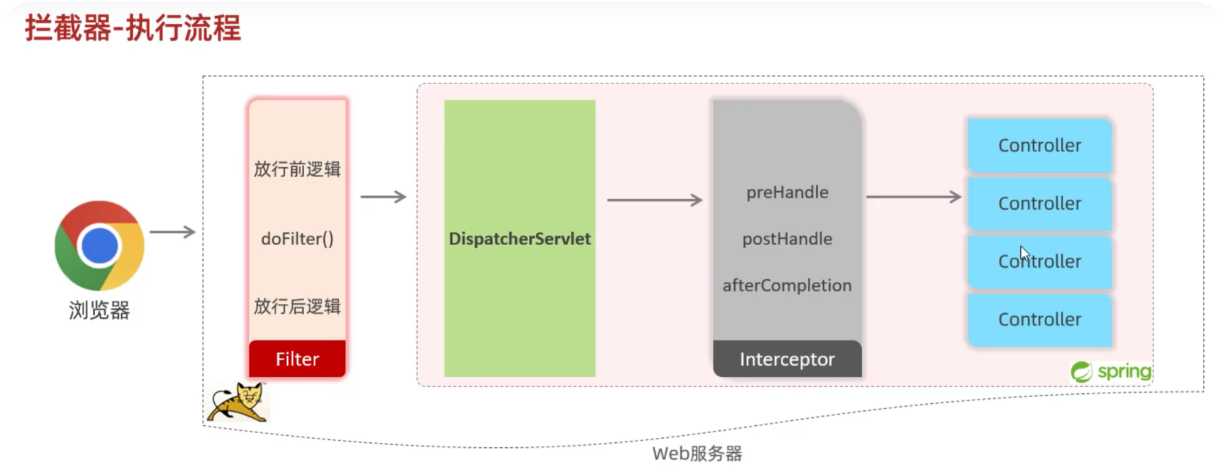 拦截器-执行流程
放行前逻辑
doFilter()
放行后逻辑
Filter
DispatcherServlet
preHandle
postHandle
afterCompletion
Interceptor
Controller
Controller
Controller
Controller
浏览器
spring
Web服务器